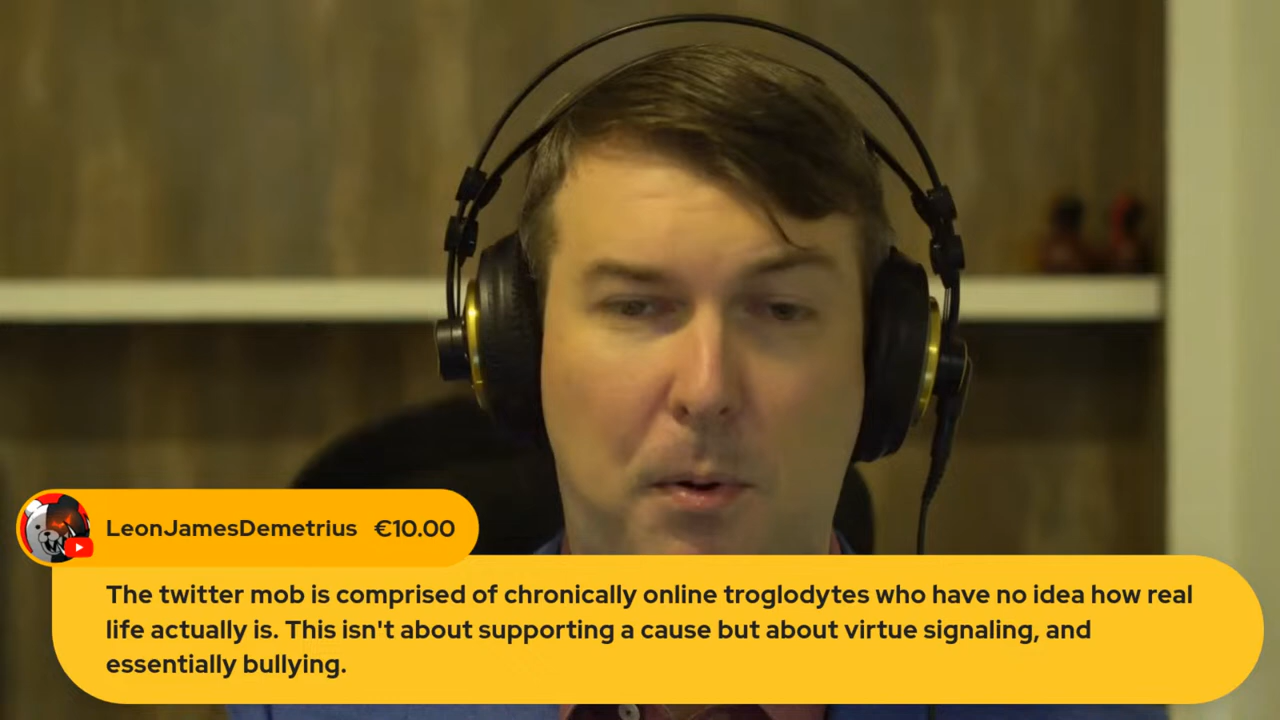 LeonJamesDemetrius €10.00
The twitter mob is comprised of chronically online troglodytes who have no idea how real
life actually is. This isn't about supporting a cause but about virtue signaling, and
essentially bullying.